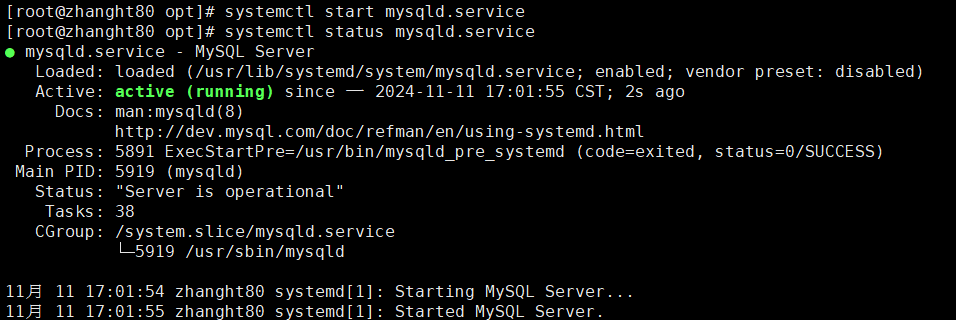 [root@zhanght80 opt]# systemctl start mysqld.service
[root@zhanght80 opt]# systemctl status mysqld.service
● mysqld.service - MySQL Server
   Loaded: loaded (/usr/lib/systemd/system/mysqld.service; enabled; vendor preset: disabled)
   Active: active (running) since 一 2024-11-11 17:01:55 CST; 2s ago
     Docs: man:mysqld(8)
           http://dev.mysql.com/doc/refman/en/using-systemd.html
  Process: 5891 ExecStartPre=/usr/bin/mysqld_pre_systemd (code=exited, status=0/SUCCESS)
 Main PID: 5919 (mysqld)
   Status: "Server is operational"
    Tasks: 38
   CGroup: /system.slice/mysqld.service
           └─5919 /usr/sbin/mysqld
11月 11 17:01:54 zhanght80 systemd[1]: Starting MySQL Server...
11月 11 17:01:55 zhanght80 systemd[1]: Started MySQL Server.